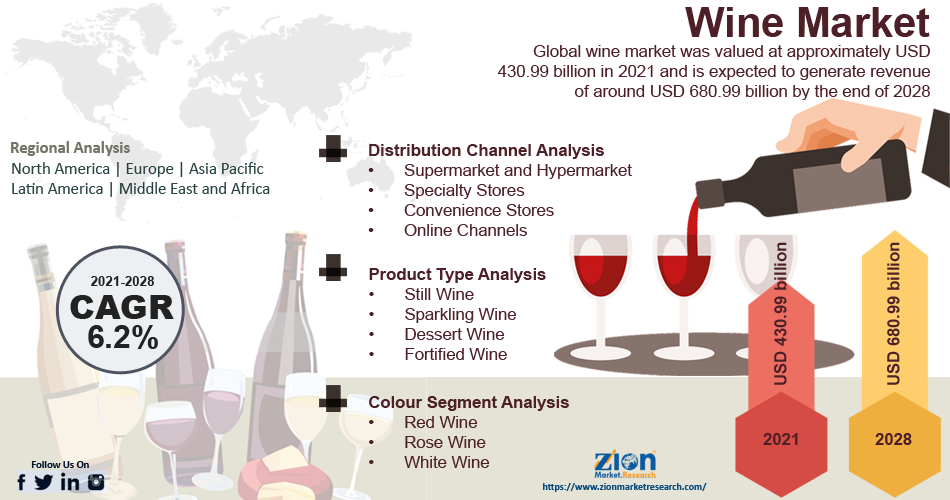 Wine Market
Global wine market was valued at approximately USD
430.99 billion in 2021 and is expected to generate revenue
of around USD 680.99 billion by the end of 2028
Regional Analysis
North America | Europe | Asia Pacific
Latin America | Middle East and Africa
2021-2028
CAGR
6.2%
Distribution Channel Analysis
• Supermarket and Hypermarket
• Specialty Stores
• Convenience Stores
• Online Channels
Product Type Analysis
• Still Wine
• Sparkling Wine
• Dessert Wine
• Fortified Wine
Colour Segment Analysis
• Red Wine
• Rose Wine
• White Wine
USD 430.99 billion
2021
USD 680.99 billion
2028
Follow Us On
zion
Market.Research
https://www.zionmarketresearch.com/